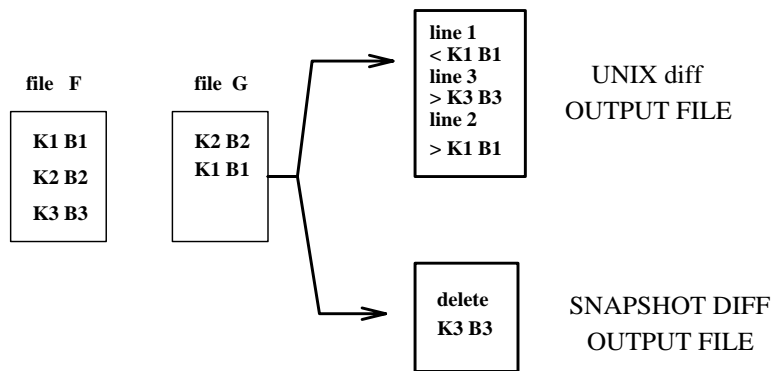 file F
K1 B1
K2 B2
K3 B3
file G
K2 B2
K1 B1
line 1
< K1 B1
line 3
> K3 B3
line 2
> K1 B1
UNIX diff
OUTPUT FILE
delete
K3 B3
SNAPSHOT DIFF
OUTPUT FILE